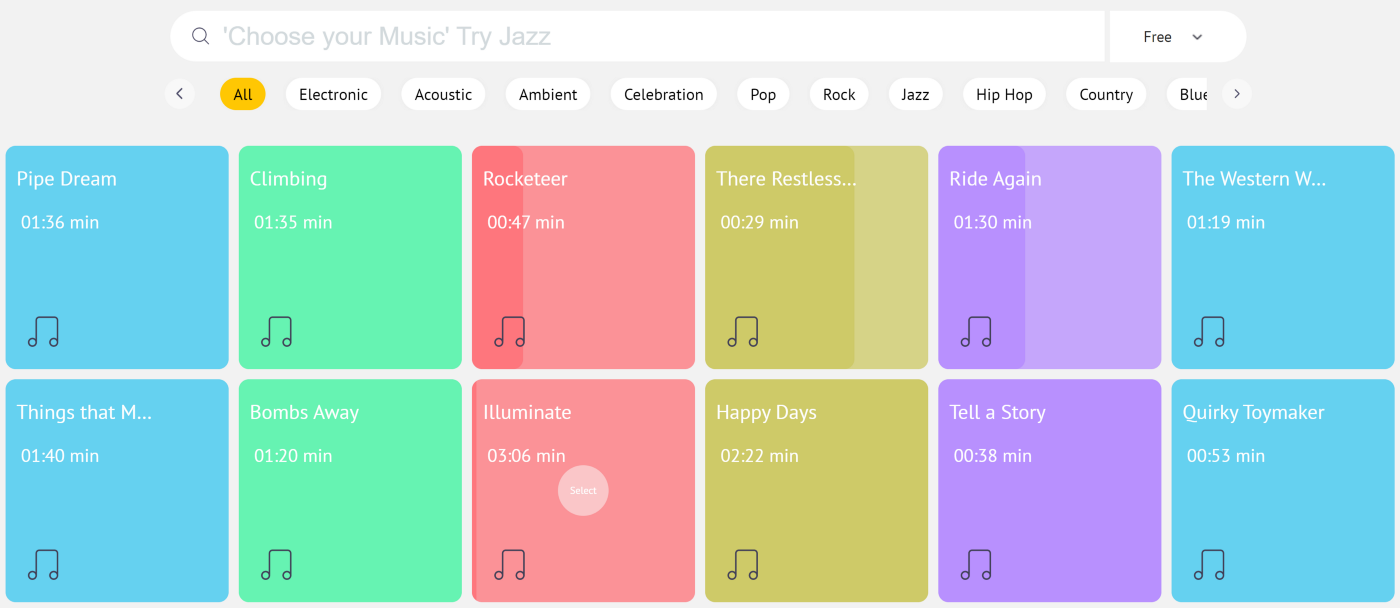 'Choose your Music' Try Jazz
Free
All
Electronic
Acoustic
Ambient
Celebration
Pop
Rock
Jazz
Hip Hop
Country
Blue
Pipe Dream
01:36 min
Climbing
01:35 min
Rocketeer
00:47 min
There Restless...
00:29 min
Ride Again
01:30 min
The Western W...
01:19 min
Things that M...
01:40 min
Bombs Away
01:20 min
Illuminate
03:06 min
Select
Happy Days
02:22 min
Tell a Story
00:38 min
Quirky Toymaker
00:53 min